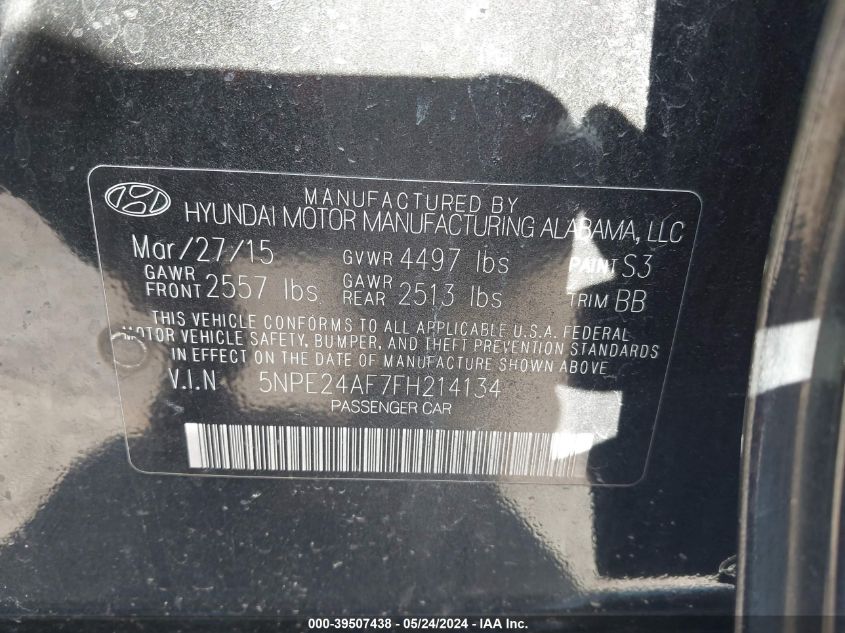 MANUFACTURED BY
HYUNDAI MOTOR MANUFACTURING ALABAMA, LLC
Mar/27/15 GVWR 4497 lbs PAINT S3
GAWR FRONT 2557 lbs GAWR REAR 2513 lbs TRIM BB
THIS VEHICLE CONFORMS TO ALL APPLICABLE U.S.A. FEDERAL
MOTOR VEHICLE SAFETY, BUMPER, AND THEFT PREVENTION STANDARDS
IN EFFECT ON THE DATE OF MANUFACTURE SHOWN ABOVE.
V.I.N 5NPE24AF7FH214134
PASSENGER CAR
000-39507438 - 05/24/2024 - IAA Inc.